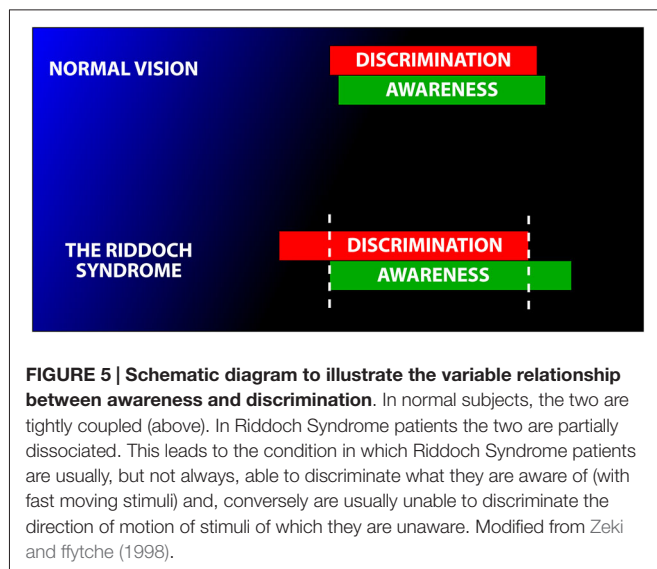 NORMAL VISION
DISCRIMINATION
AWARENESS
THE RIDDOCH
SYNDROME
DISCRIMINATION
AWARENESS
FIGURE 5 | Schematic diagram to illustrate the variable relationship
between awareness and discrimination. In normal subjects, the two are
tightly coupled (above). In Riddoch Syndrome patients the two are partially
dissociated. This leads to the condition in which Riddoch Syndrome patients
are usually, but not always, able to discriminate what they are aware of (with
fast moving stimuli) and, conversely are usually unable to discriminate the
direction of motion of stimuli of which they are unaware. Modified from Zeki
and ffytche (1998).